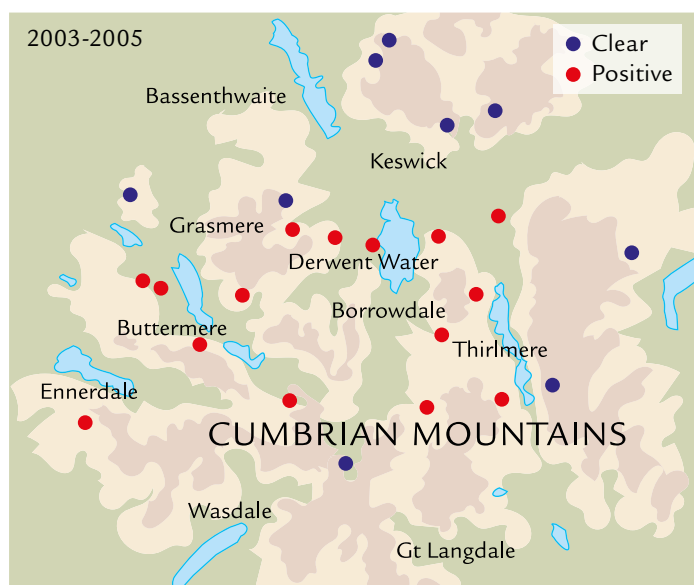 2003-2005
Clear
Positive
Bassenthwaite
Keswick
Grasmere
Derwent Water
Borrowdale
Buttermere
Thirlmere
Ennerdale
CUMBRIAN MOUNTAINS
Wasdale
Gt Langdale